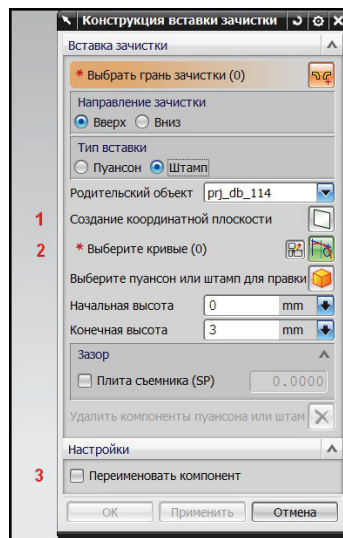 Конструкция вставки зачистки
Вставка зачистки
* Выбрать грань зачистки (0)
Направление зачистки
Вверх Вниз
Тип вставки
Пуансон Штамп
Родительский объект prj_db_114
1 Создание координатной плоскости
2 * Выберите кривые (0)
Выберите пуансон или штамп для правки
Начальная высота 0 mm
Конечная высота 3 mm
Зазор
Плита съемника (SP) 0.0000
Удалить компоненты пуансона или штам
Настройки
3 Переименовать компонент
ОК Применить Отмена